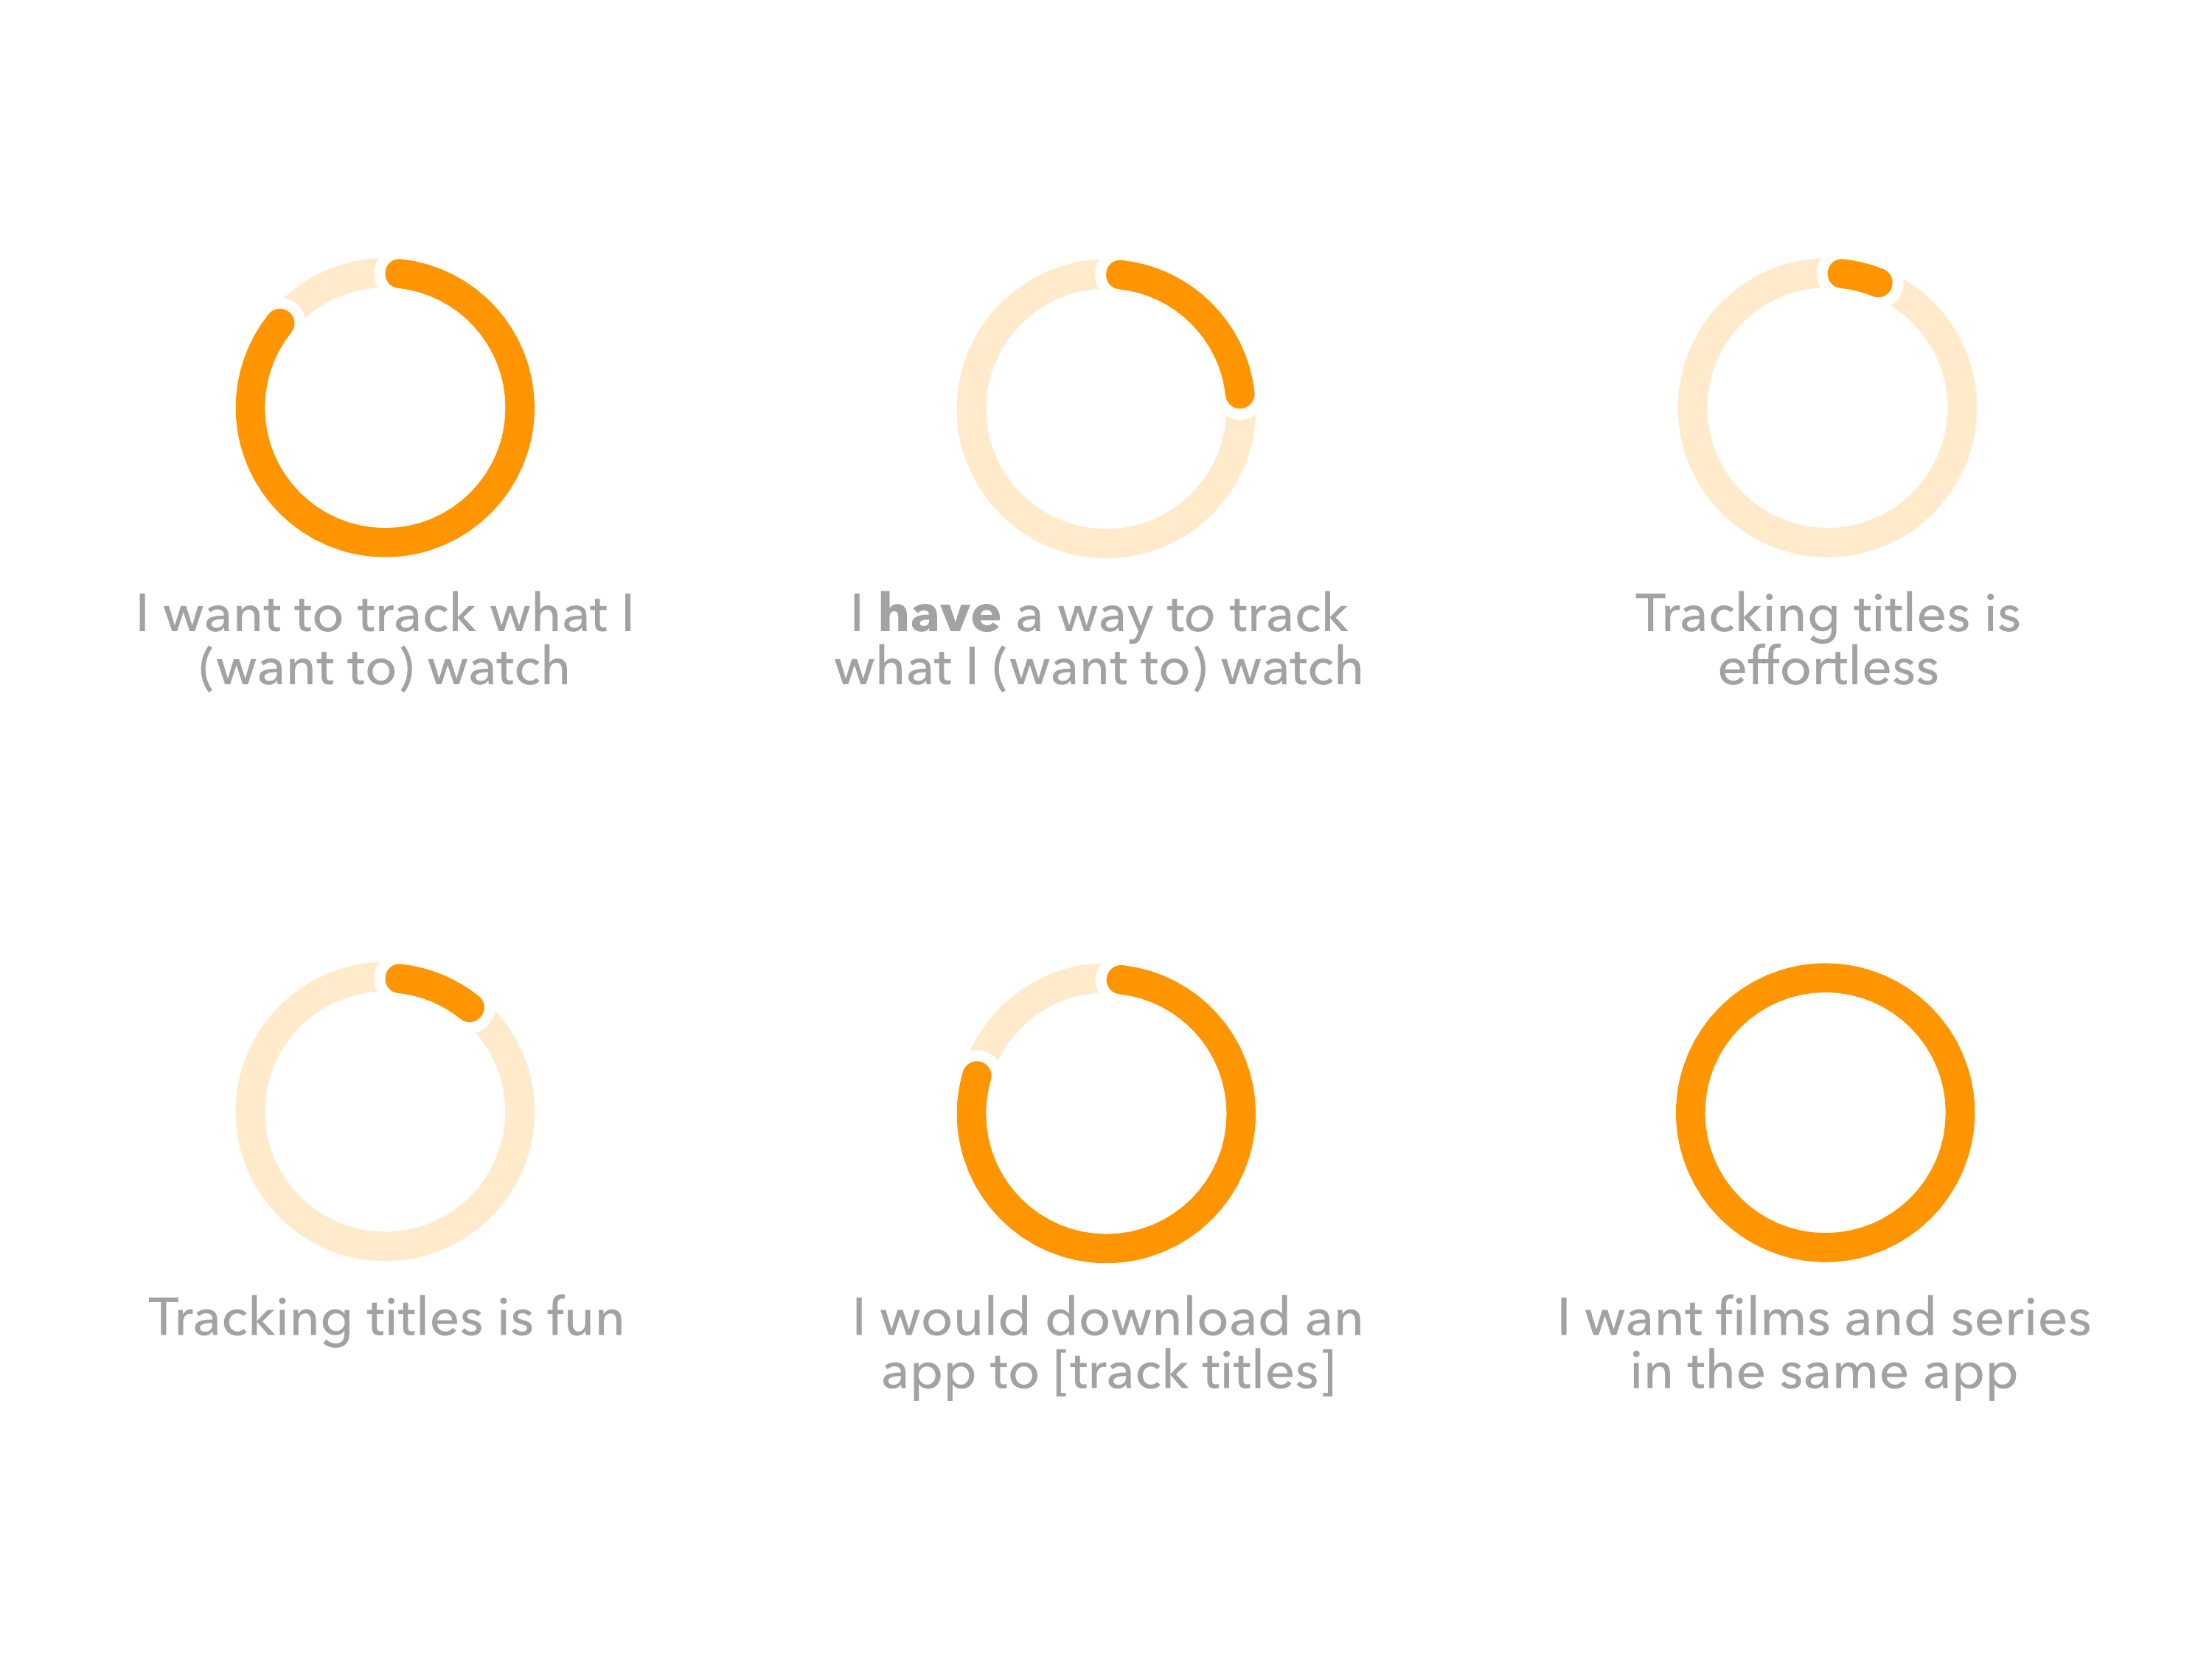 I want to track what I
(want to) watch
I have a way to track
what I (want to) watch
Tracking titles is
effortless
Tracking titles is fun
I would download an
app to [track titles]
I want films and series
in the same app